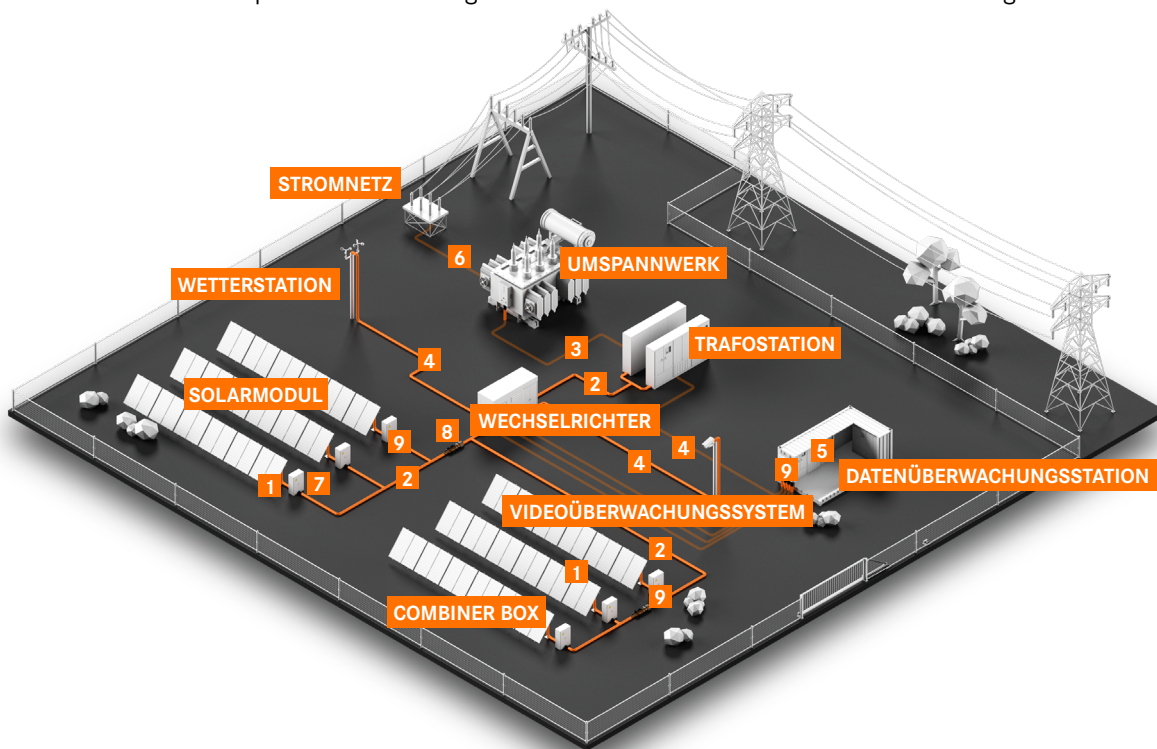 STROMNETZ
6
UMSPANNWERK
WETTERSTATION
3
TRAFOSTATION
4
2
SOLARMODUL
WECHSELRICHTER
8
9
4
4
5
9
2
1
7
DATENÜBERWACHUNGSSTATION
VIDEOÜBERWACHUNGSSYSTEM
2
1
9
COMBINER BOX